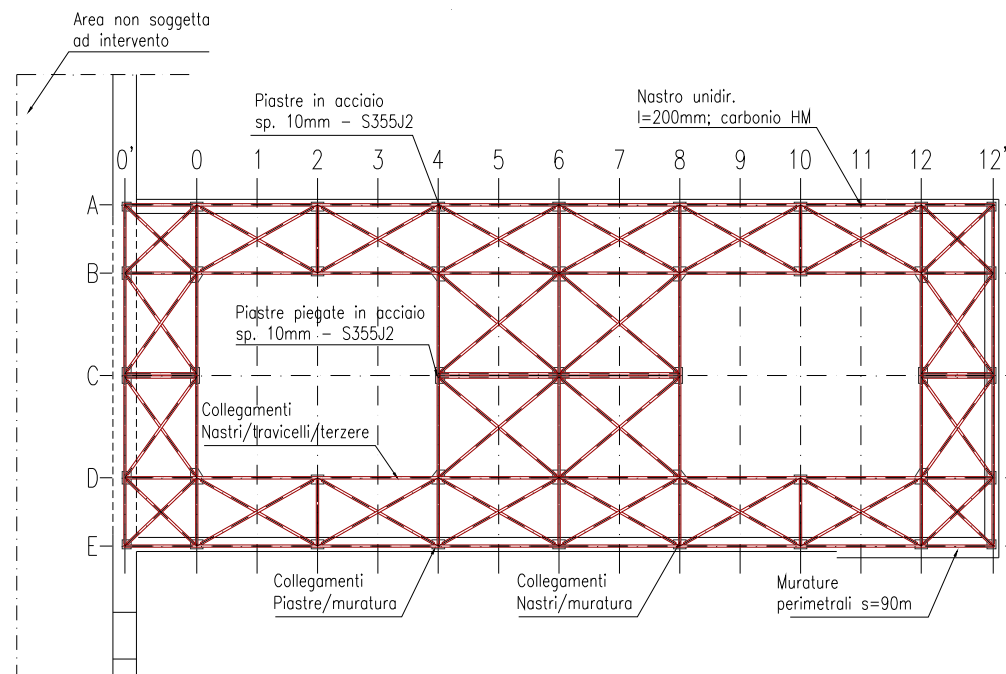 Area non soggetta
ad intervento
Piastre in acciaio
sp. 10mm - S355J2
Nastro unidir.
l=200mm; carbonio HM
0' 0 1 2 3 4 5 6 7 8 9 10 11 12 12'
A
B
Piastre piegate in acciaio
sp. 10mm - S355J2
C
Collegamenti
Nastri/travicelli/terzere
D
E
Collegamenti
Piastre/muratura
Collegamenti
Nastri/muratura
Murature
perimetrali s=90m